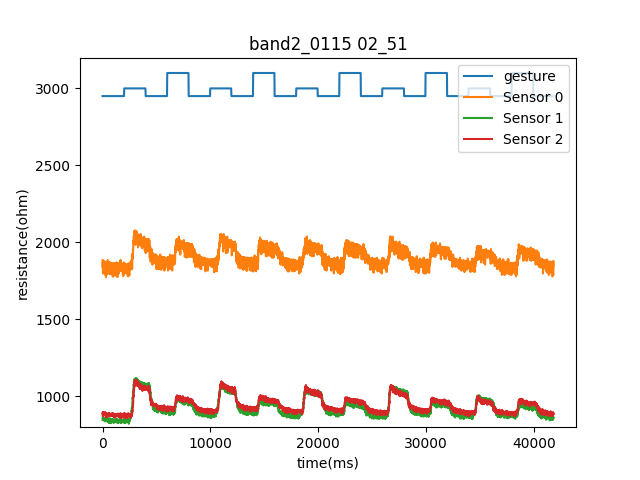 band2_0115 02_51
gesture
Sensor 0
Sensor 1
Sensor 2
resistance(ohm)
3000
2500
2000
1500
1000
0
10000
20000
30000
40000
time(ms)